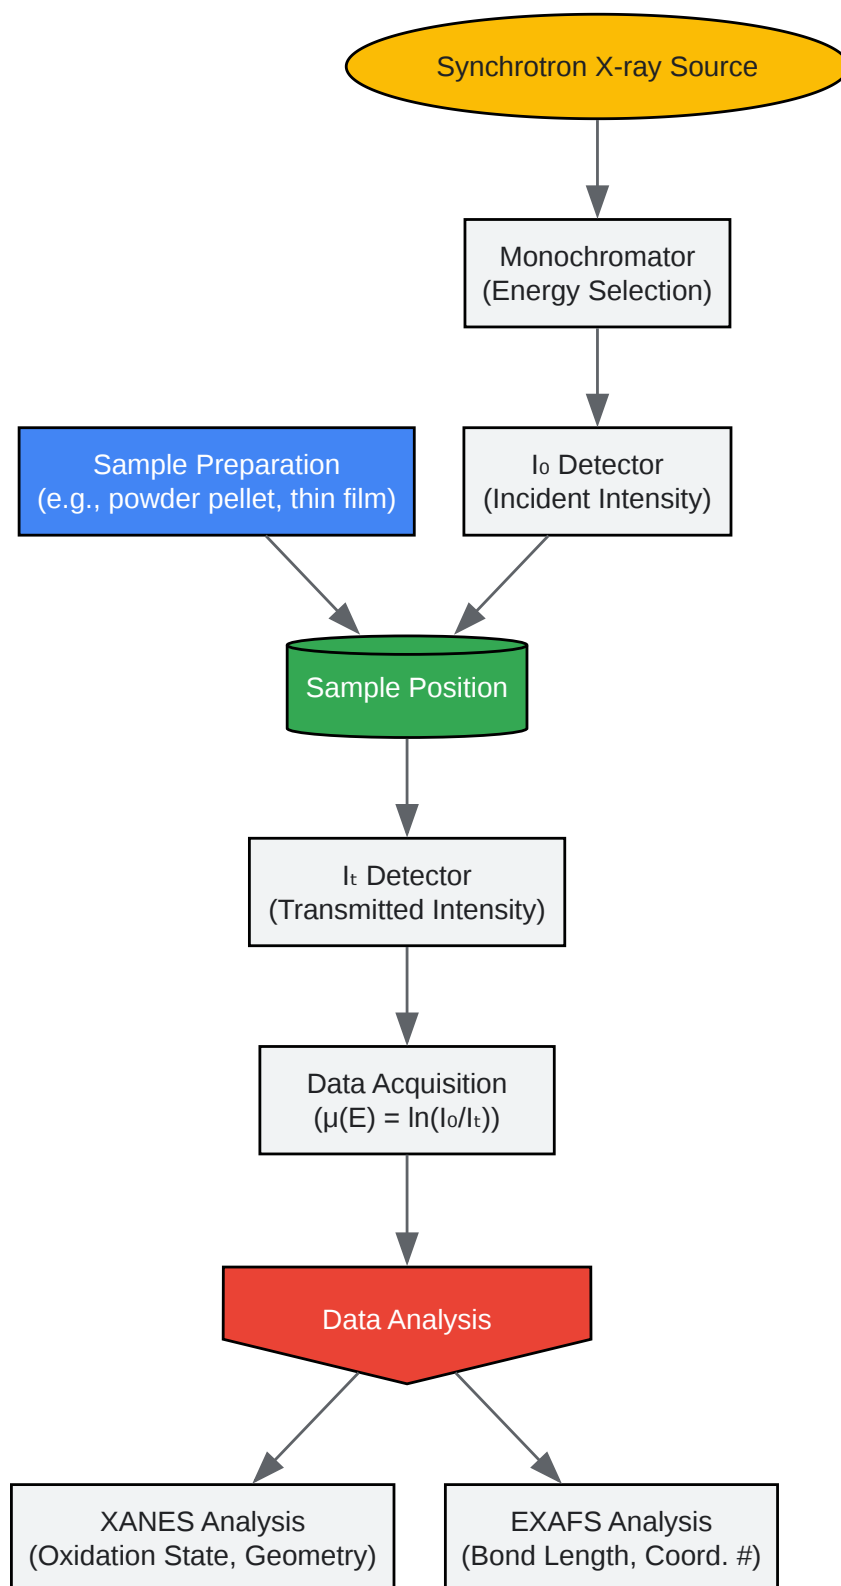 Synchrotron X-ray Source
Monochromator
(Energy Selection)
Sample Preparation
(e.g., powder pellet, thin film)
I₀ Detector
(Incident Intensity)
Sample Position
Iₜ Detector
(Transmitted Intensity)
Data Acquisition
(μ(E) = ln(I₀/Iₜ))
Data Analysis
XANES Analysis
(Oxidation State, Geometry)
EXAFS Analysis
(Bond Length, Coord. #)